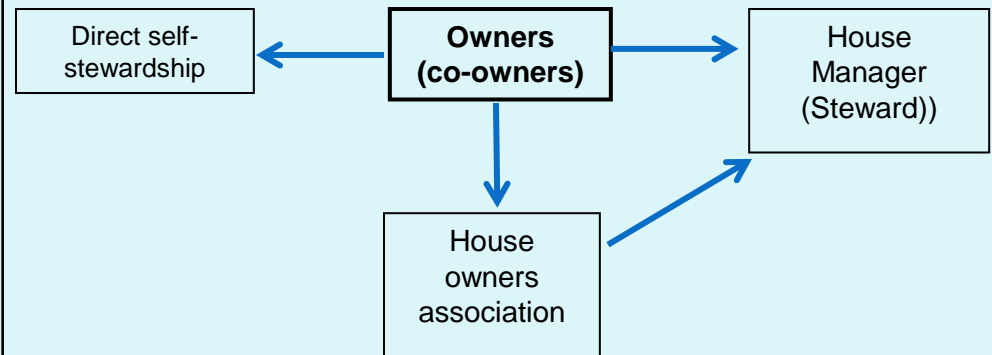 Direct self-
stewardship
Owners
(co-owners)
House
Manager
(Steward))
House
owners
association